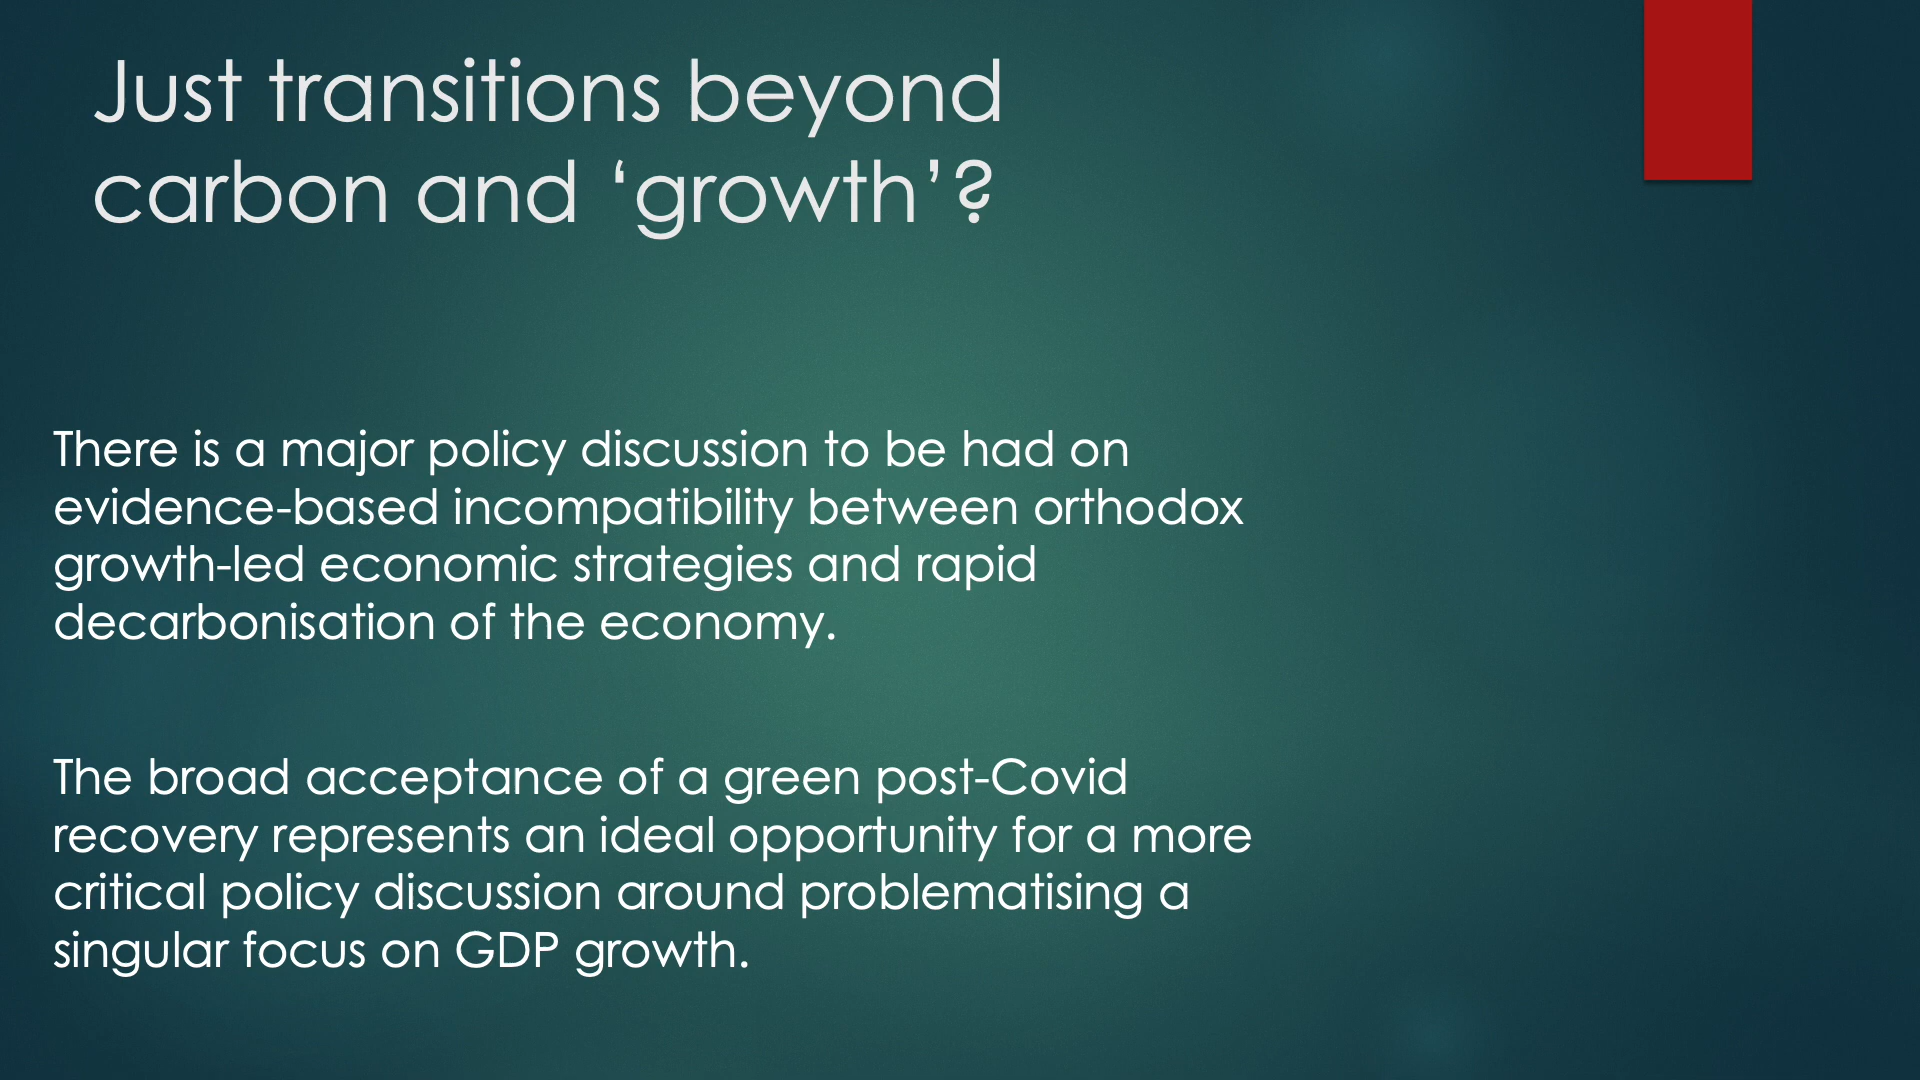 Just transitions beyond
carbon and ‘growth’?
There is a major policy discussion to be had on
evidence-based incompatibility between orthodox
growth-led economic strategies and rapid
decarbonisation of the economy.
The broad acceptance of a green post-Covid
recovery represents an ideal opportunity for a more
critical policy discussion around problematising a
singular focus on GDP growth.